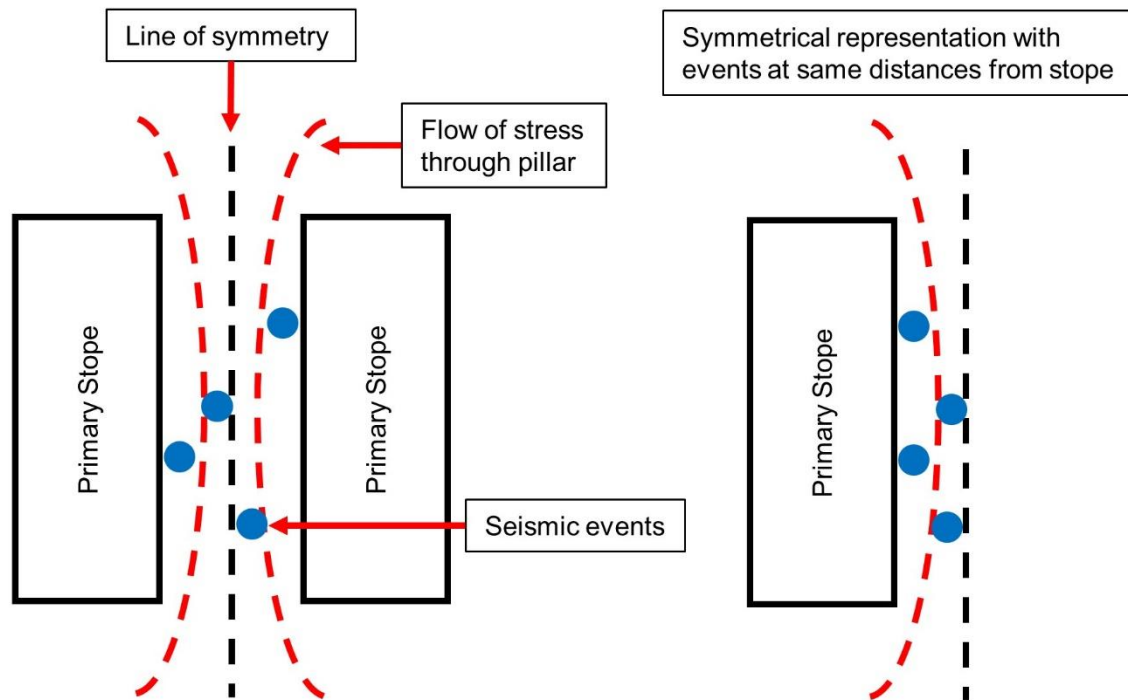 Line of symmetry
Symmetrical representation with
events at same distances from stope
Flow of stress
through pillar
Primary Stope
Primary Stope
Primary Stope
Seismic events